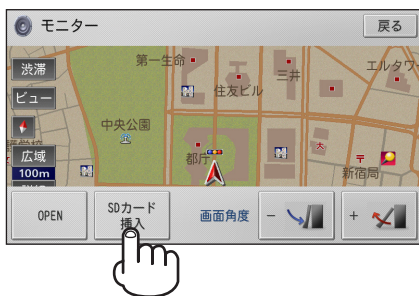 モニター
戻る
渋滞
第一生命
三井
エルタワ
ビュー
住友ビル
中央公園
広域
100m
都庁
新宿局
OPEN
SDカード
挿入
画面角度
-
+